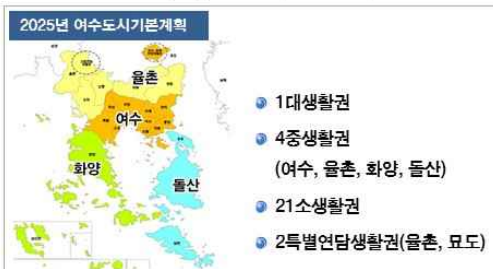 2025년 여수도시기본계획
율촌
여수
화양
돌산
1대생활권
4중생활권
(여수, 율촌, 화양, 돌산)
21소생활권
2특별연담생활권(율촌, 묘도)